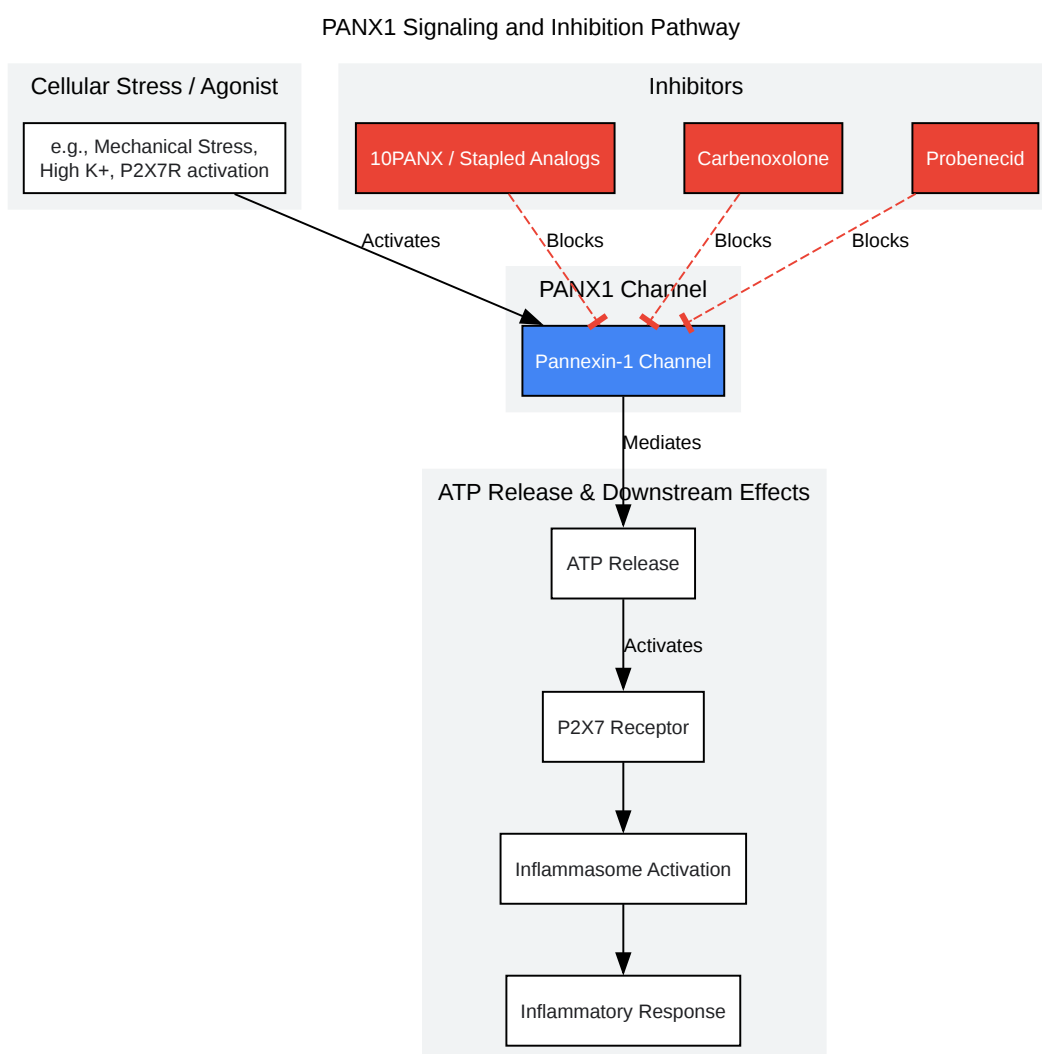 PANX1 Signaling and Inhibition Pathway
Cellular Stress / Agonist
e.g., Mechanical Stress,
High K+, P2X7R activation
Inhibitors
10PANX / Stapled Analogs
Carbenoxolone
Probenecid
Activates
Blocks
Blocks
Blocks
PANX1 Channel
Pannexin-1 Channel
Mediates
ATP Release & Downstream Effects
ATP Release
Activates
P2X7 Receptor
Inflammasome Activation
Inflammatory Response